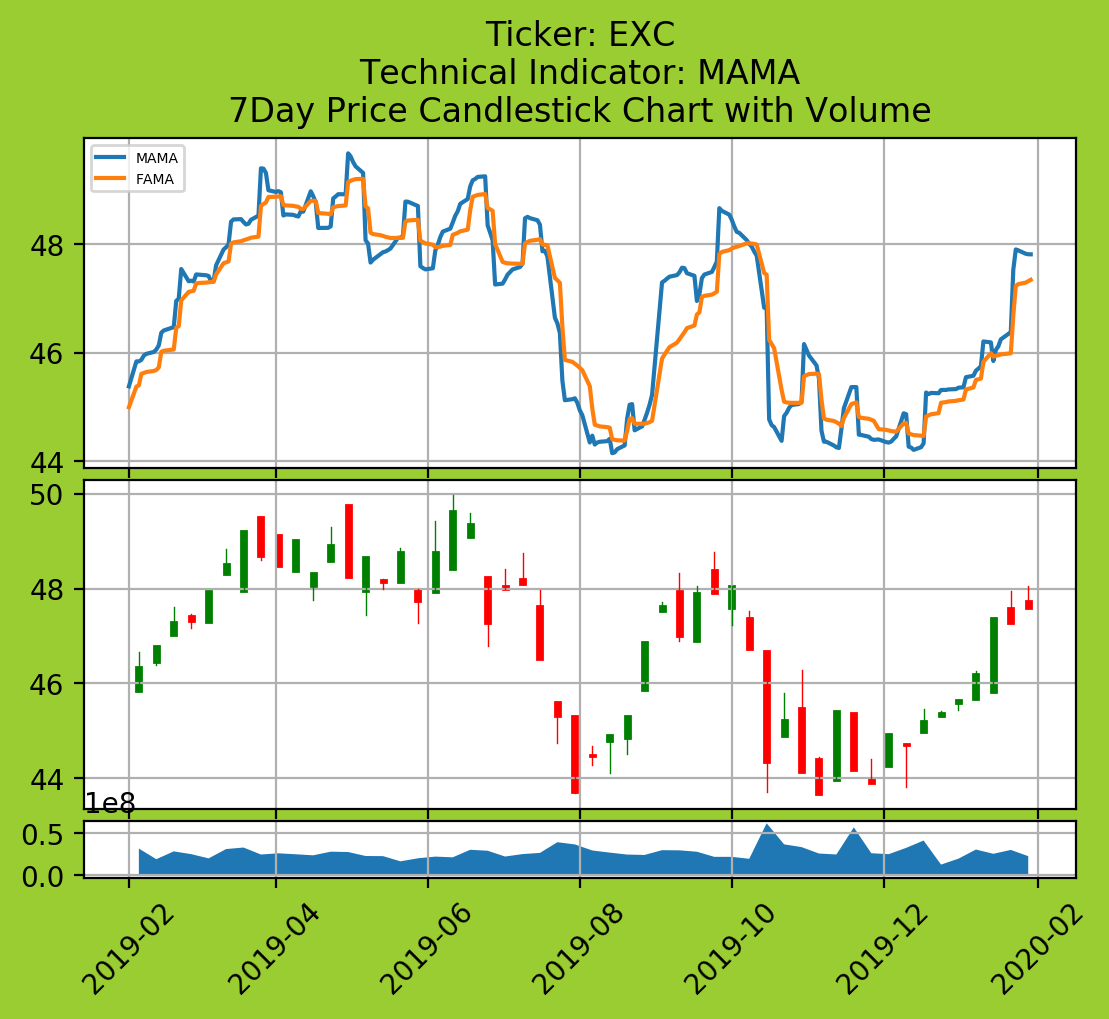 Ticker: EXC
Technical Indicator: MAMA
7Day Price Candlestick Chart with Volume
MAMA
FAMA
48
46
44
50
48
46
44
1e8
0.5
0.0
2019-02
2019-04
2019-06
2019-08
2019-10
2019-12
2020-02